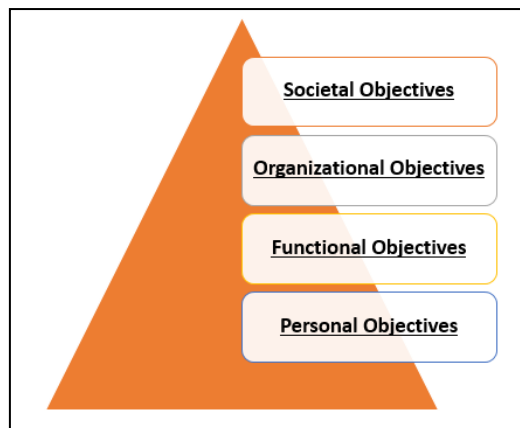 Societal Objectives
Organizational Objectives
Functional Objectives
Personal Objectives